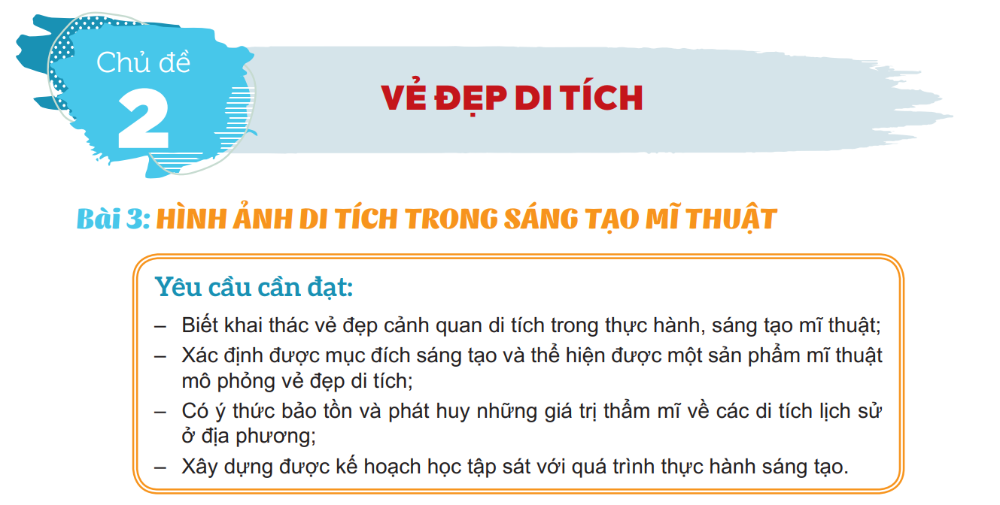 Chủ đề
2
VẺ ĐẸP DI TÍCH
Bài 3: HÌNH ẢNH DI TÍCH TRONG SÁNG TẠO MĨ THUẬT
Yêu cầu cần đạt:
– Biết khai thác vẻ đẹp cảnh quan di tích trong thực hành, sáng tạo mĩ thuật;
– Xác định được mục đích sáng tạo và thể hiện được một sản phẩm mĩ thuật
mô phỏng vẻ đẹp di tích;
– Có ý thức bảo tồn và phát huy những giá trị thẩm mĩ về các di tích lịch sử
ở địa phương;
– Xây dựng được kế hoạch học tập sát với quá trình thực hành sáng tạo.